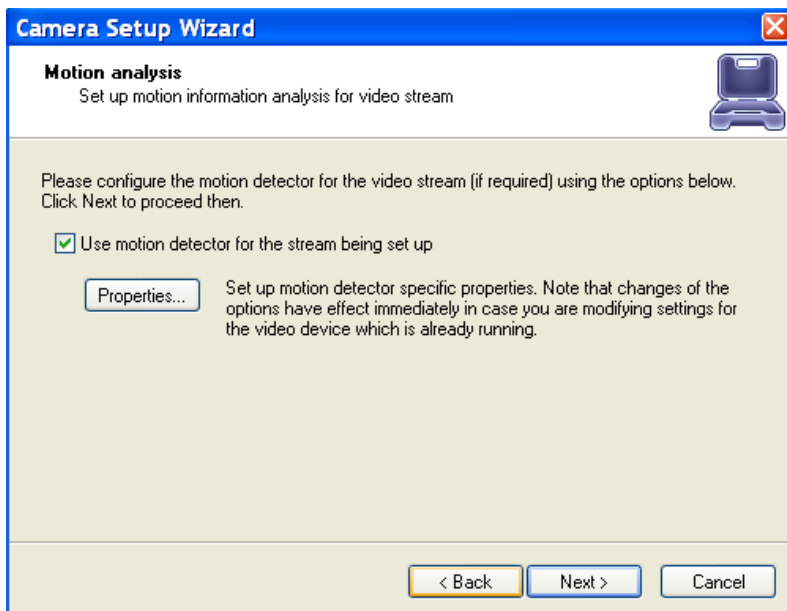 Camera Setup Wizard
Motion analysis
Set up motion information analysis for video stream
Please configure the motion detector for the video stream (if required) using the options below.
Click Next to proceed then.
Use motion detector for the stream being set up
Properties...
Set up motion detector specific properties. Note that changes of the
options have effect immediately in case you are modifying settings for
the video device which is already running.
< Back
Next >
Cancel